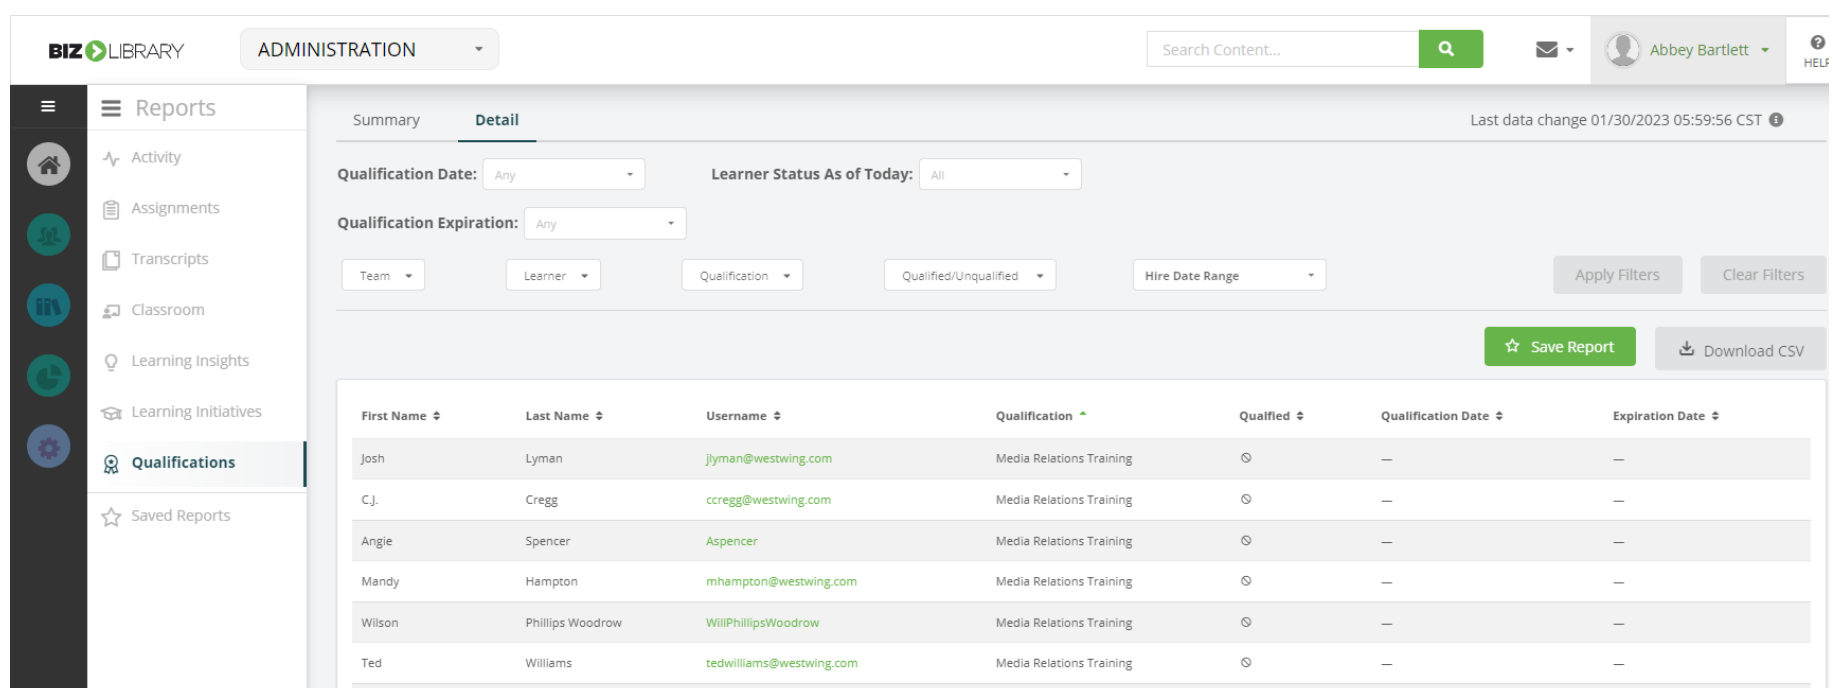 BIZ LIBRARY
ADMINISTRATION
Search Content...
Abbey Bartlett
HELP
Reports
Activity
Assignments
Transcripts
Classroom
Learning Insights
Learning Initiatives
Qualifications
Saved Reports
Summary Detail Last data change 01/30/2023 05:59:56 CST
Qualification Date: Any Learner Status As of Today: All
Qualification Expiration: Any
Team Learner Qualification Qualified/Unqualified Hire Date Range Apply Filters Clear Filters
Save Report Download CSV
First Name Last Name Username Qualification Qualfied Qualification Date Expiration Date
Josh Lyman jlyman@westwing.com Media Relations Training — —
C.J. Cregg ccregg@westwing.com Media Relations Training — —
Angie Spencer Aspencer Media Relations Training — —
Mandy Hampton mhampton@westwing.com Media Relations Training — —
Wilson Phillips Woodrow WillPhillipsWoodrow Media Relations Training — —
Ted Williams tedwilliams@westwing.com Media Relations Training — —